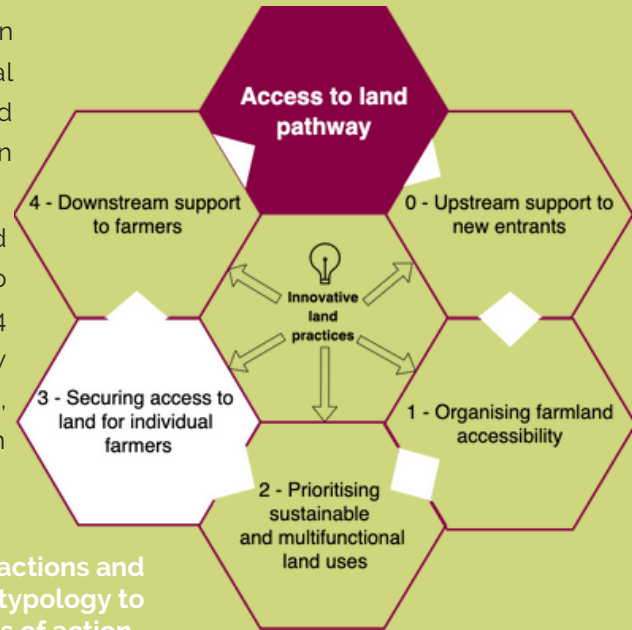 Access to land
pathway
4 - Downstream support
to farmers
0 - Upstream support to
new entrants
Innovative
land
practices
3 - Securing access to
land for individual
farmers
1 - Organising farmland
accessibility
2 - Prioritising
sustainable
and multifunctional
land uses
actions and
typology to
of action